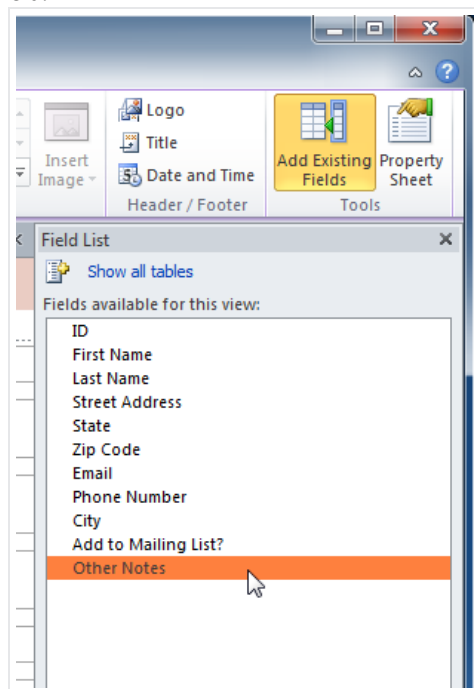 Logo
Title
Insert
Image
Date and Time
Add Existing
Fields
Property
Sheet
Header / Footer
Tools
Field List
Show all tables
Fields available for this view:
ID
First Name
Last Name
Street Address
State
Zip Code
Email
Phone Number
City
Add to Mailing List?
Other Notes